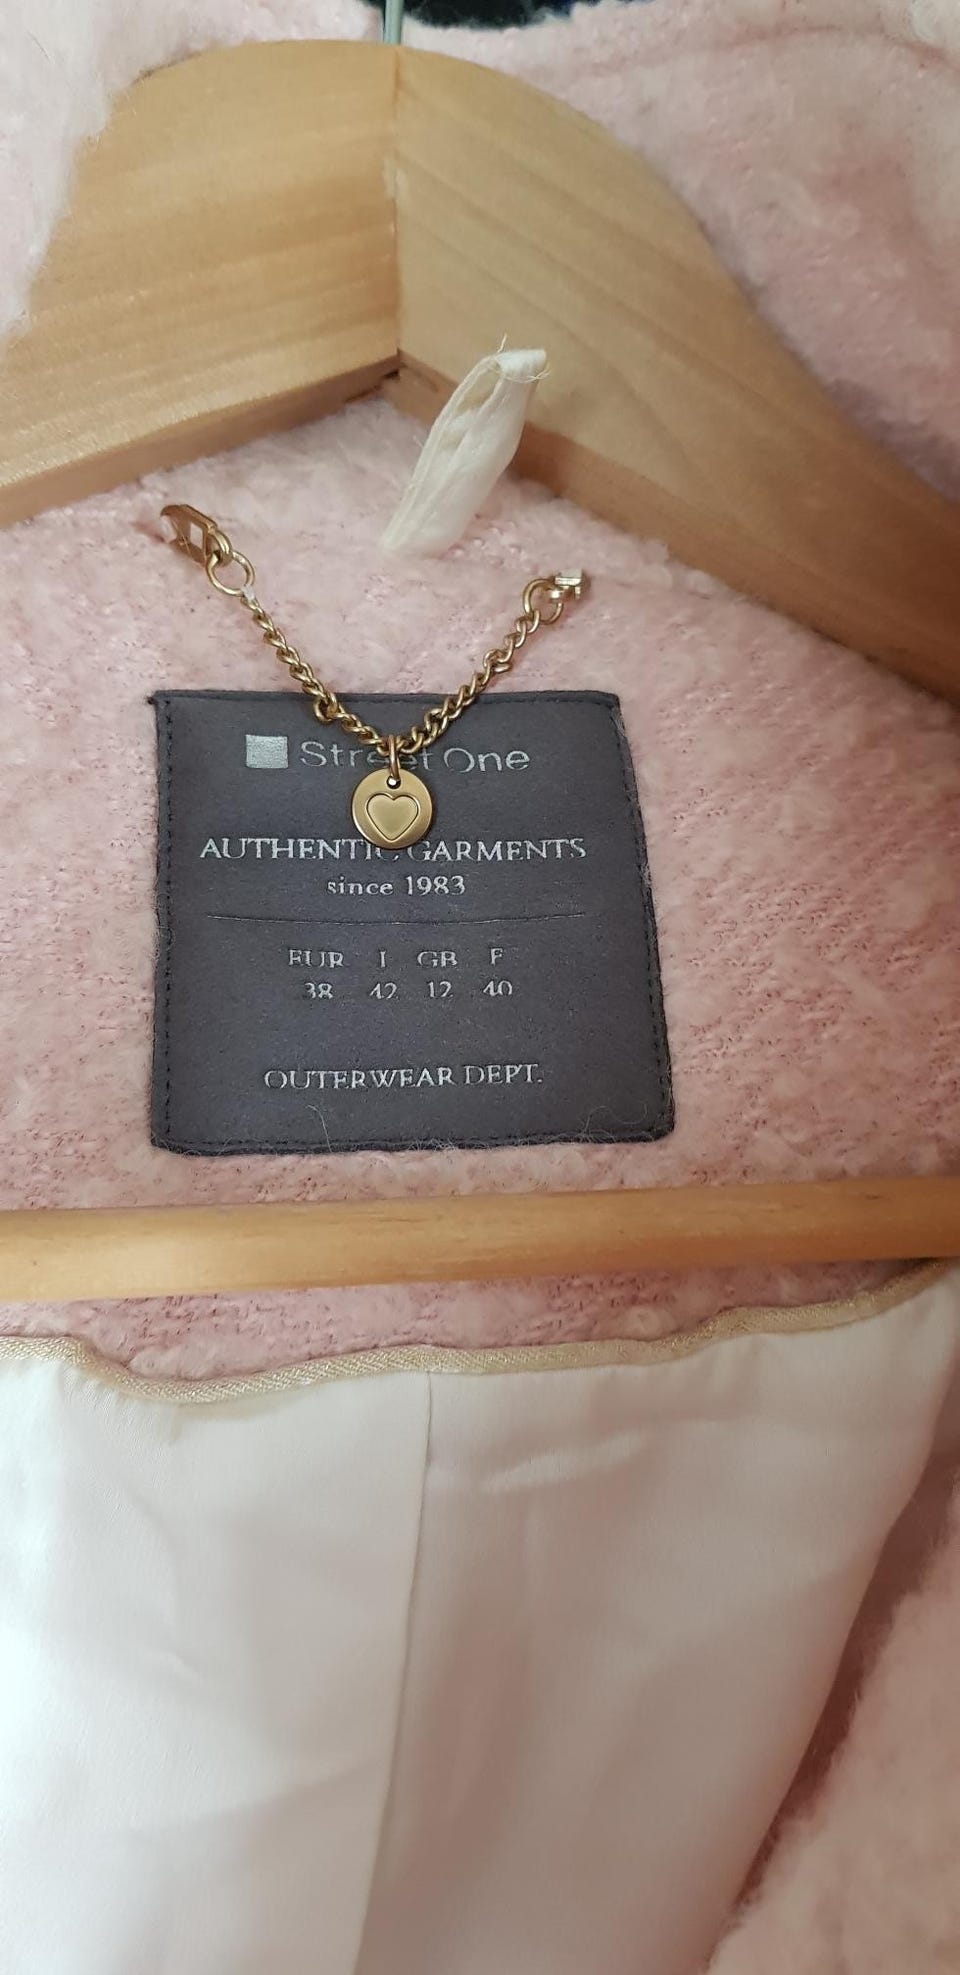 Street One
AUTHENTIC GARMENTS
since 1983
EUR I GB F
38 42 12 40
OUTERWEAR DEPT.